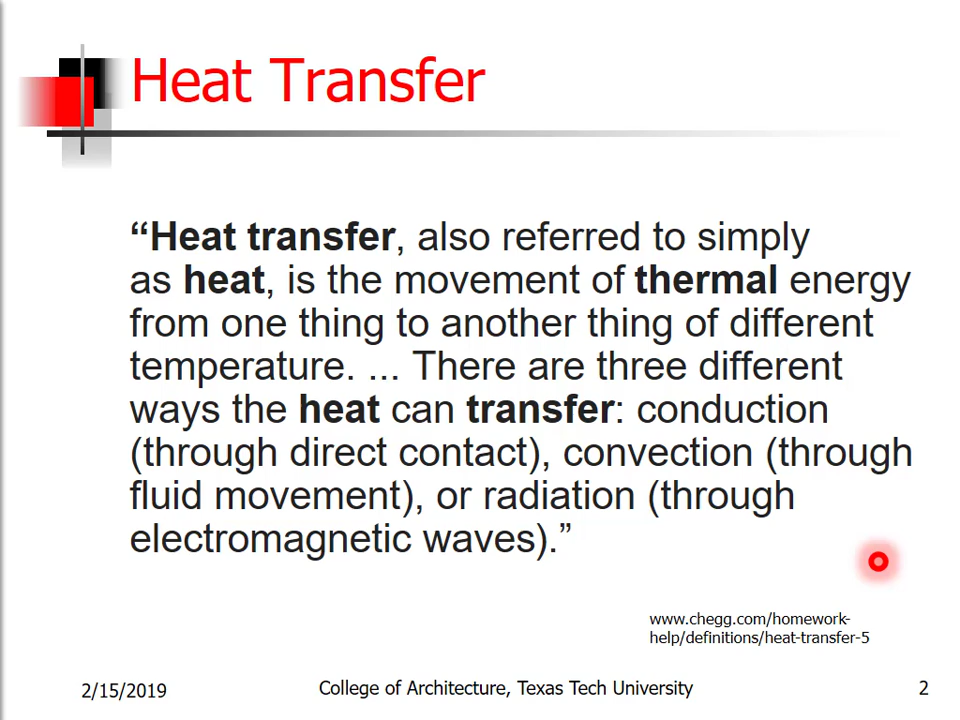 Heat Transfer
“Heat transfer, also referred to simply
as heat, is the movement of thermal energy
from one thing to another thing of different
temperature. ... There are three different
ways the heat can transfer: conduction
(through direct contact), convection (through
fluid movement), or radiation (through
electromagnetic waves).”
www.chegg.com/homework-
help/definitions/heat-transfer-5
2/15/2019
College of Architecture, Texas Tech University
2